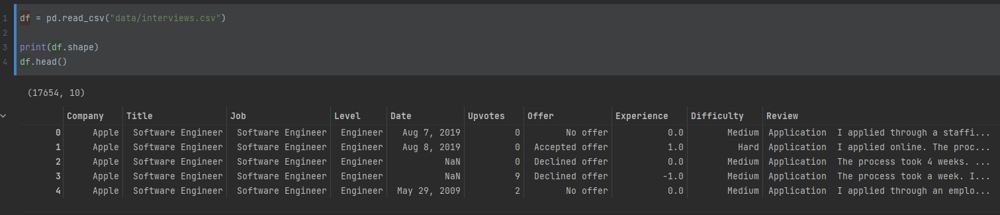 1 df = pd.read_csv("data/interviews.csv")
2
3 print(df.shape)
4 df.head()
(17654, 10)
Company Title Job Level Date Upvotes Offer Experience Difficulty Review
0 Apple Software Engineer Software Engineer Engineer Aug 7, 2019 0 No offer 0.0 Medium Application I applied through a staffi...
1 Apple Software Engineer Software Engineer Engineer Aug 8, 2019 0 Accepted offer 1.0 Hard Application I applied online. The proc...
2 Apple Software Engineer Software Engineer Engineer NaN 0 Declined offer 0.0 Medium Application The process took 4 weeks. ...
3 Apple Software Engineer Software Engineer Engineer NaN 9 Declined offer -1.0 Medium Application The process took a week. I...
4 Apple Software Engineer Software Engineer Engineer May 29, 2009 2 No offer 0.0 Medium Application I applied through an emplo...